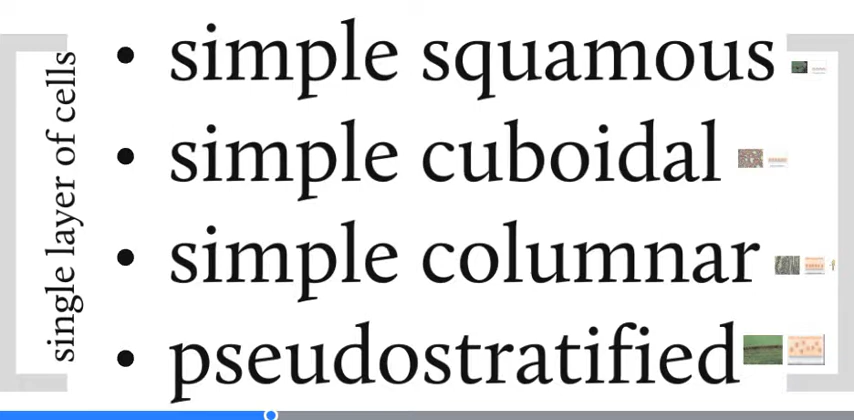 single layer of cells
• simple squamous
• simple cuboidal
• simple columnar
• pseudostratified